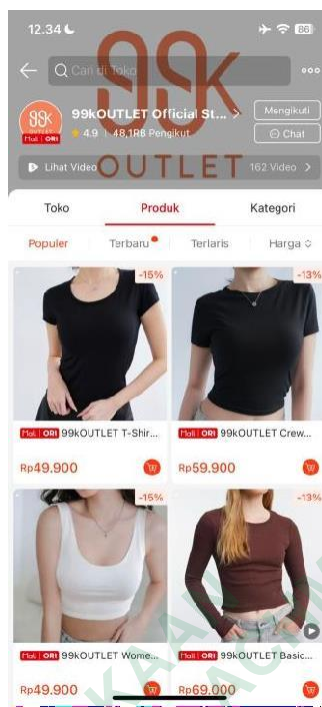 12.34
86
99K
Cari di Toko
99kOUTLET Official St... >
Mengikuti
99K
OUTLET
Mall | ORI
4.9 | 48,1RB Pengikut
Chat
Lihat Video
OUTLET
162 Video >
Toko
Produk
Kategori
Populer
Terbaru
Terlaris
Harga
-15%
-13%
Mall | ORI 99kOUTLET T-Shir...
Mall | ORI 99kOUTLET Crew...
Rp49.900
Rp59.900
-15%
-13%
Mall | ORI 99kOUTLET Wome...
Mall | ORI 99kOUTLET Basic...
Rp49.900
Rp69.000